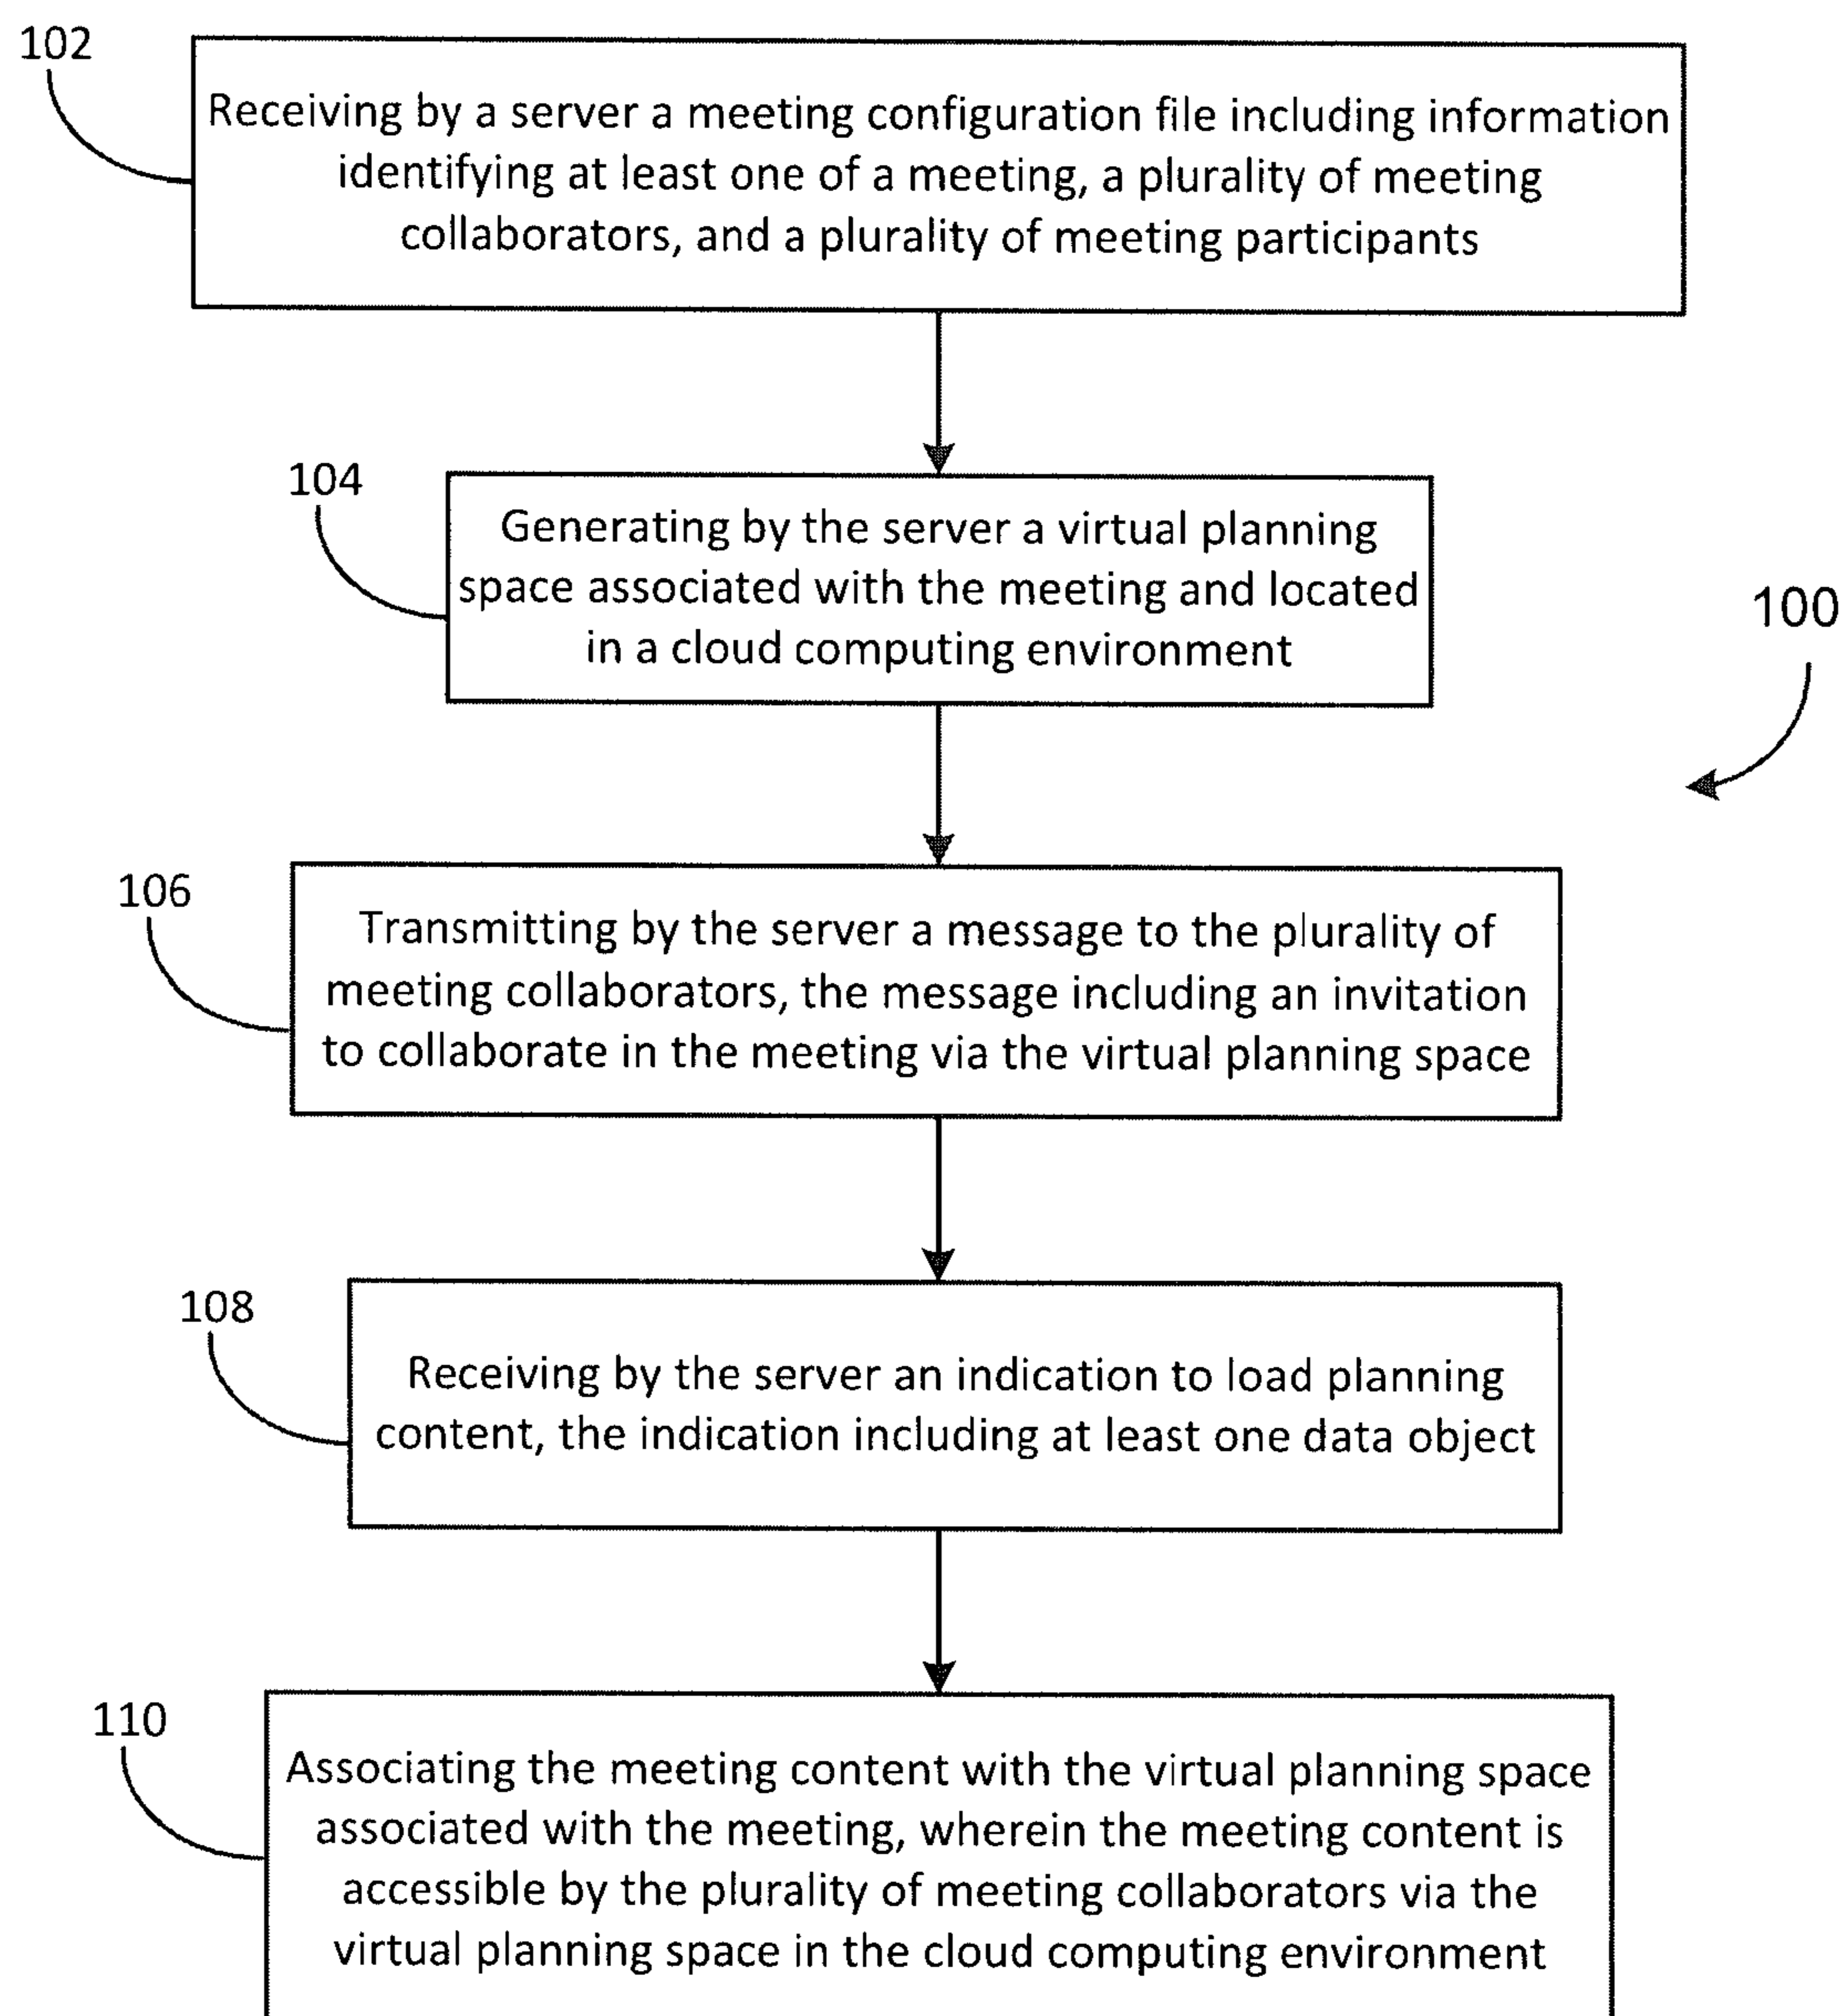 102
Receiving by a server a meeting configuration file including information
identifying at least one of a meeting, a plurality of meeting
collaborators, and a plurality of meeting participants
104
Generating by the server a virtual planning
space associated with the meeting and located
in a cloud computing environment
100
106
Transmitting by the server a message to the plurality of
meeting collaborators, the message including an invitation
to collaborate in the meeting via the virtual planning space
108
Receiving by the server an indication to load planning
content, the indication including at least one data object
110
Associating the meeting content with the virtual planning space
associated with the meeting, wherein the meeting content is
accessible by the plurality of meeting collaborators via the
virtual planning space in the cloud computing environment